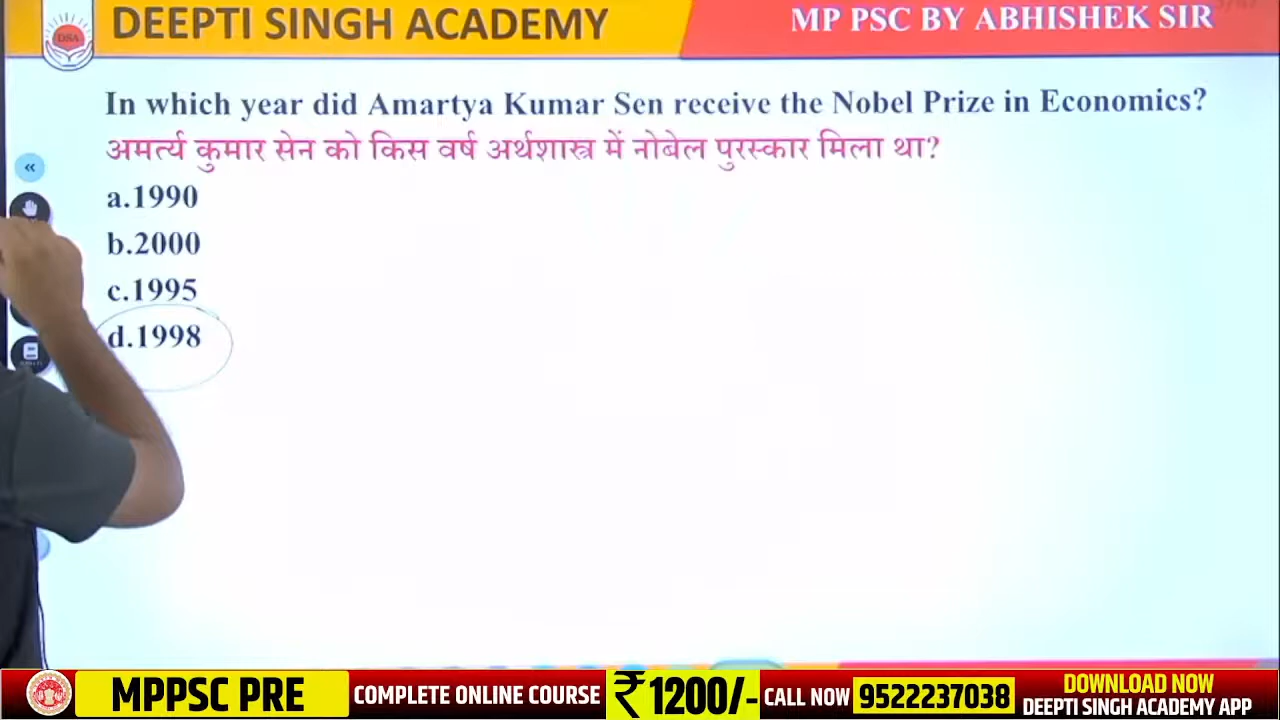 DEEPTI SINGH ACADEMY
MP PSC BY ABHISHEK SIR
DSA
In which year did Amartya Kumar Sen receive the Nobel Prize in Economics?
अमर्त्य कुमार सेन को किस वर्ष अर्थशास्त्र में नोबेल पुरस्कार मिला था?
a.1990
b.2000
c.1995
d.1998
MPPSC PRE
COMPLETE ONLINE COURSE
₹1200/-
CALL NOW
9522237038
DOWNLOAD NOW
DEEPTI SINGH ACADEMY APP